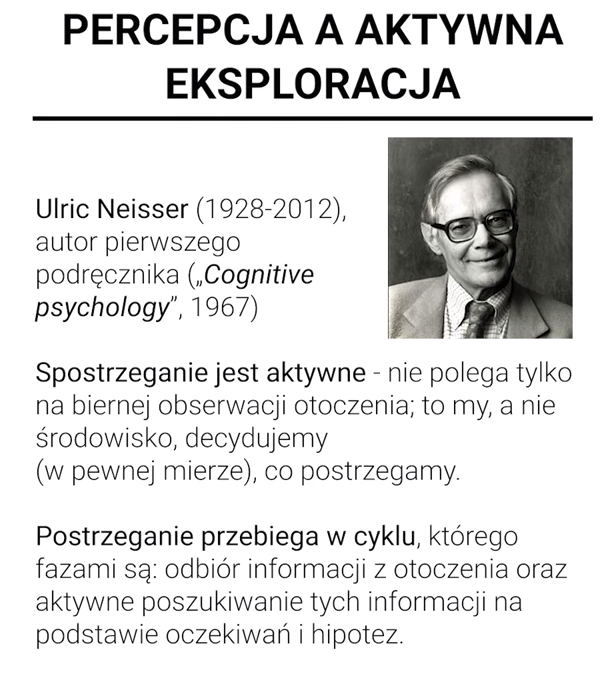 PERCEPCJA A AKTYWNA
EKSPLORACJA
Ulric Neisser (1928-2012),
autor pierwszego
podręcznika („Cognitive
psychology”, 1967)
Spostrzeganie jest aktywne - nie polega tylko
na biernej obserwacji otoczenia; to my, a nie
środowisko, decydujemy
(w pewnej mierze), co postrzegamy.
Postrzeganie przebiega w cyklu, którego
fazami są: odbiór informacji z otoczenia oraz
aktywne poszukiwanie tych informacji na
podstawie oczekiwań i hipotez.